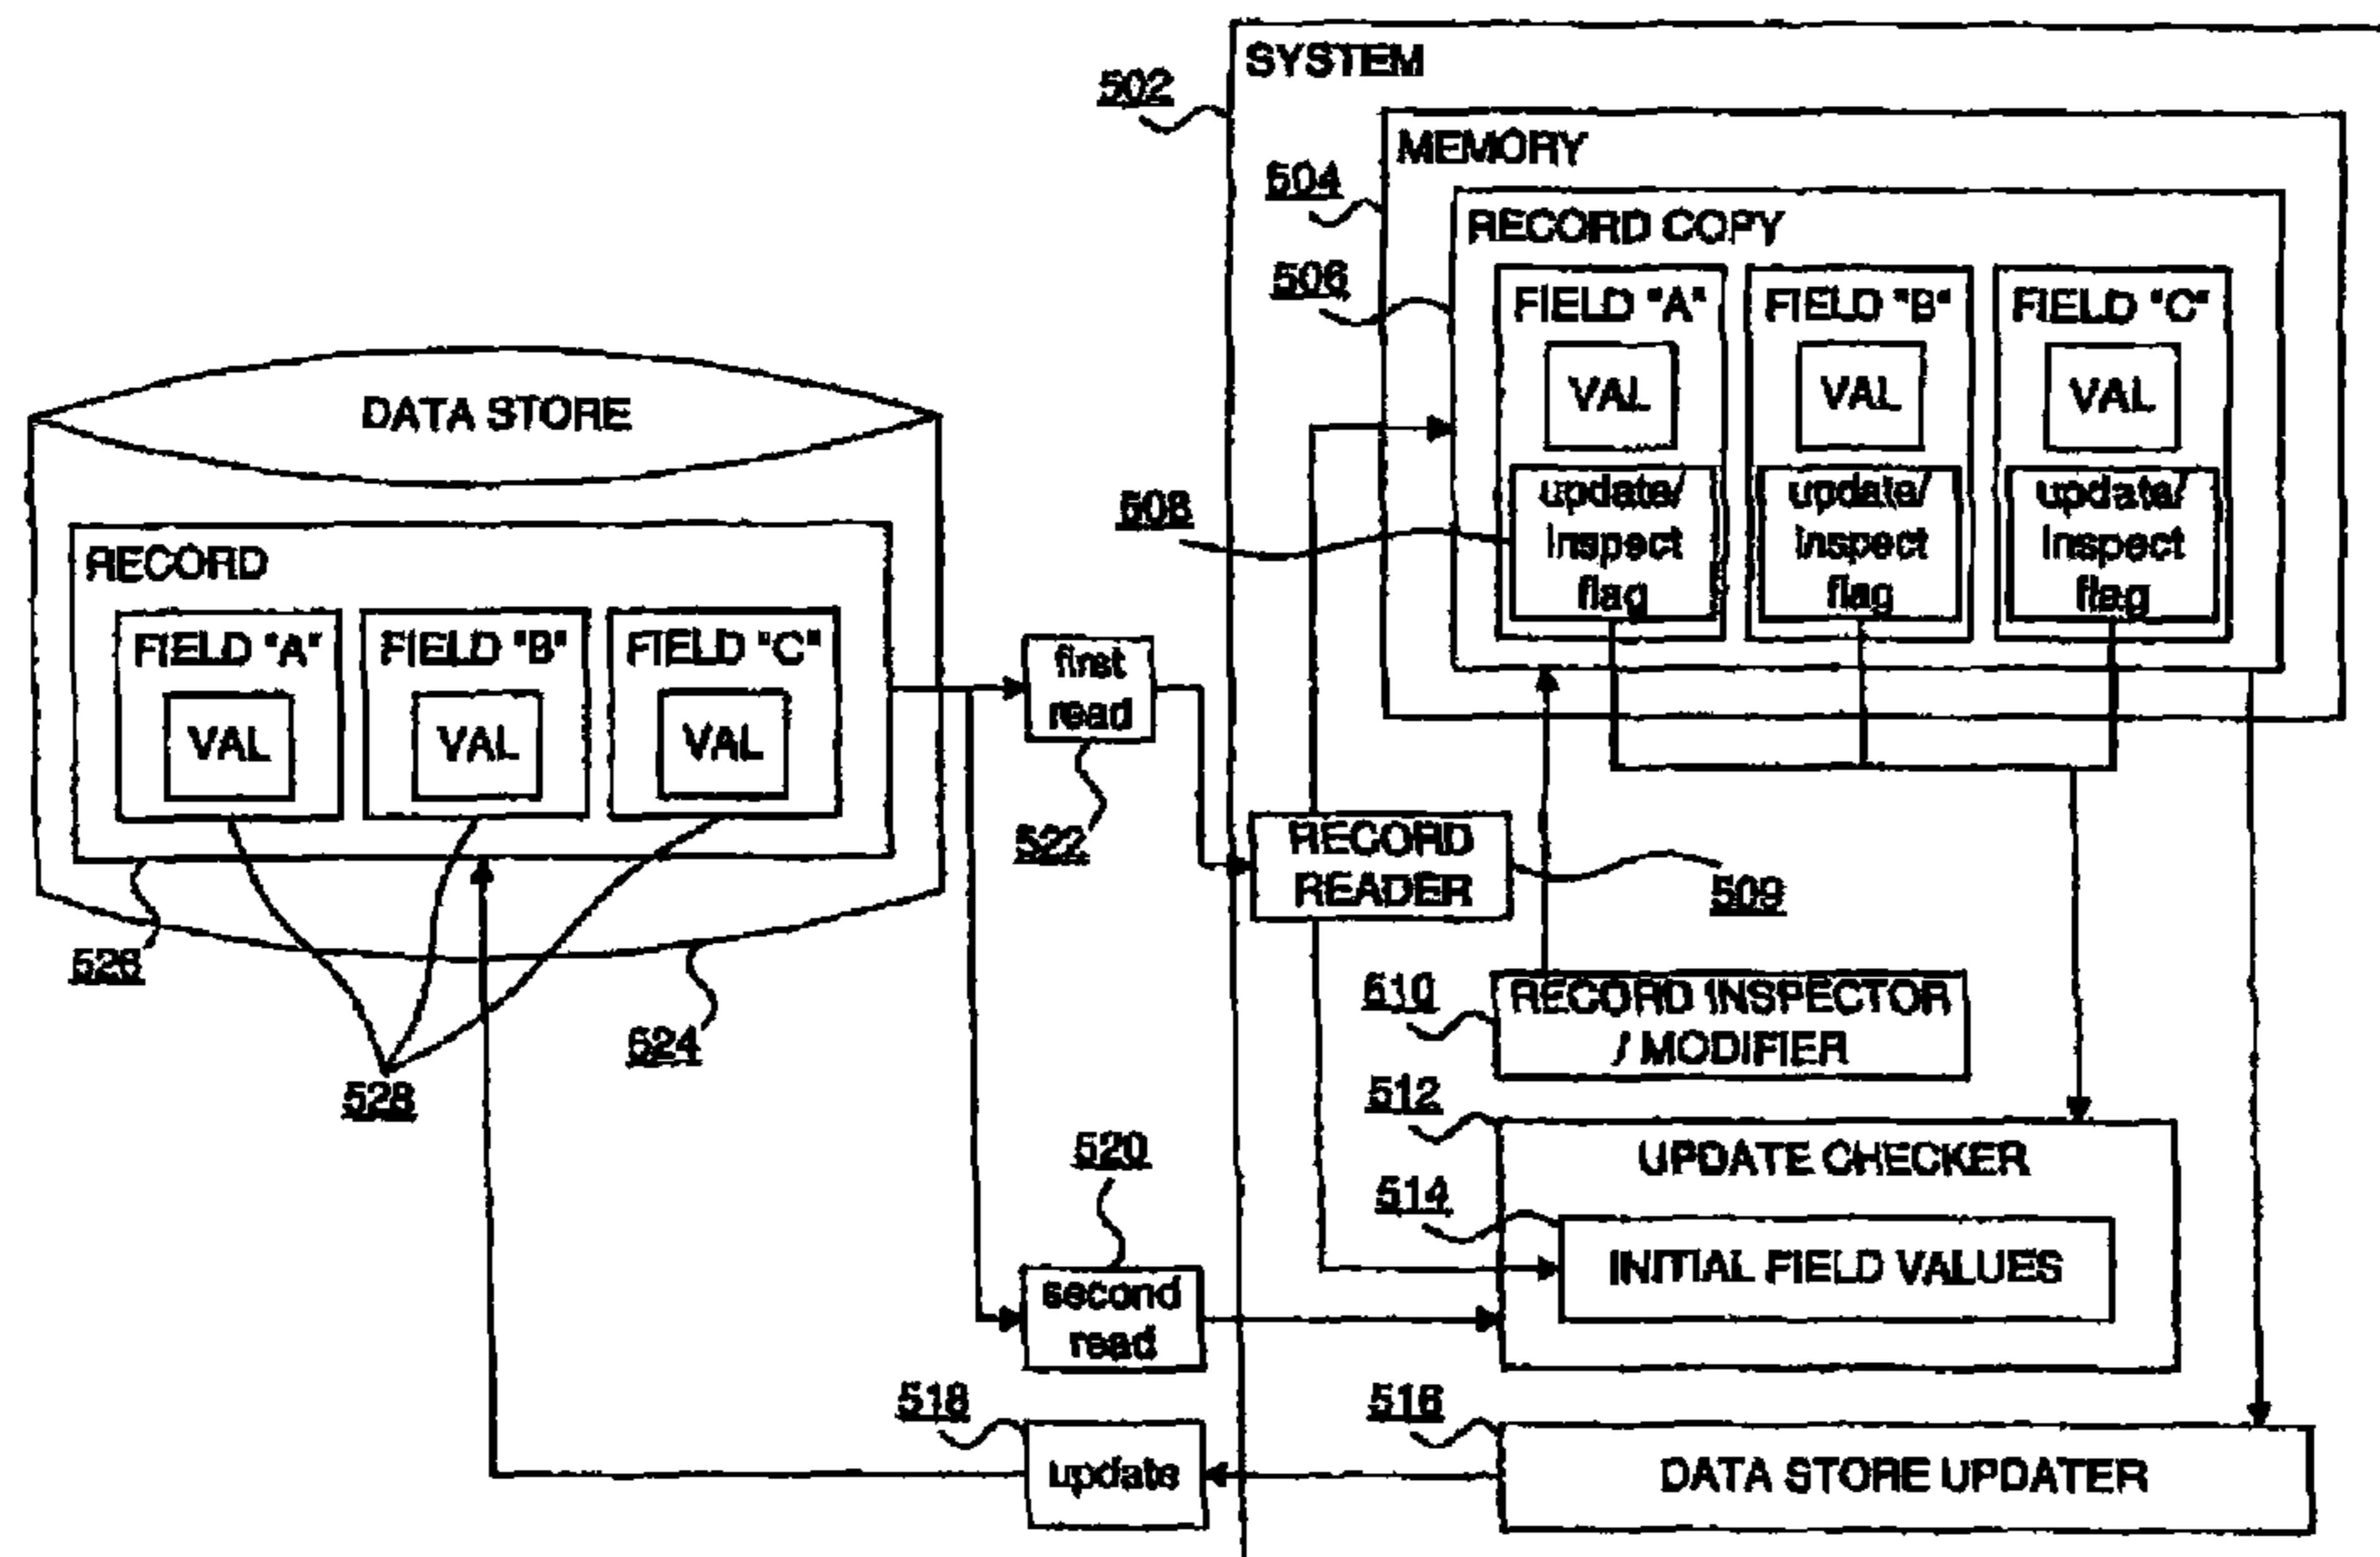 SYSTEM
502
MEMORY
504
RECORD COPY
506
FIELD "A"
FIELD "B"
FIELD "C"
VAL
VAL
VAL
508
update/
inspect
flag
update/
inspect
flag
update/
inspect
flag
DATA STORE
RECORD
FIELD "A"
FIELD "B"
FIELD "C"
VAL
VAL
VAL
first
read
522
RECORD
READER
509
526
524
528
510
RECORD INSPECTOR
/ MODIFIER
512
UPDATE CHECKER
514
INITIAL FIELD VALUES
520
second
read
518
update
516
DATA STORE UPDATER